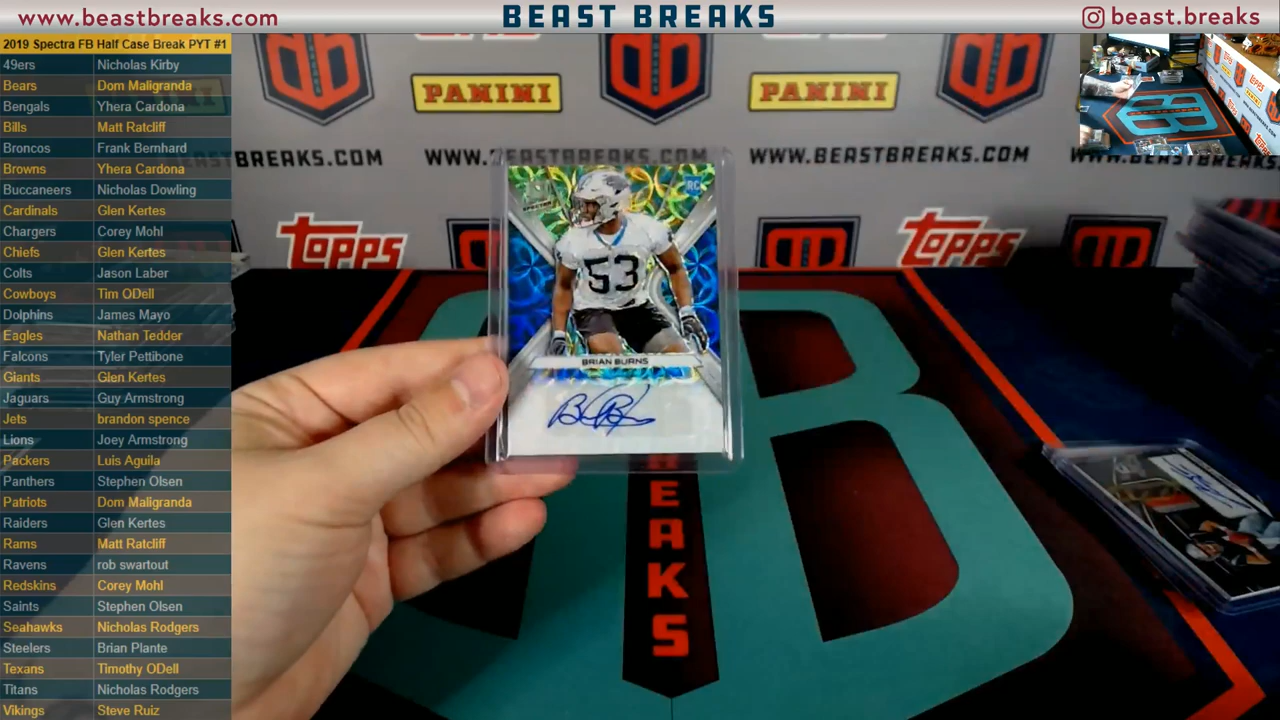 www.beastbreaks.com
BEAST BREAKS
beast.breaks
2019 Spectra FB Half Case Break PYT #1
49ers Nicholas Kirby
Bears Dom Maligranda
Bengals Yhera Cardona
Bills Matt Ratcliff
Broncos Frank Bernhard
Browns Yhera Cardona
Buccaneers Nicholas Dowling
Cardinals Glen Kertes
Chargers Corey Mohl
Chiefs Glen Kertes
Colts Jason Laber
Cowboys Tim ODell
Dolphins James Mayo
Eagles Nathan Tedder
Falcons Tyler Pettibone
Giants Glen Kertes
Jaguars Guy Armstrong
Jets brandon spence
Lions Joey Armstrong
Packers Luis Aguila
Panthers Stephen Olsen
Patriots Dom Maligranda
Raiders Glen Kertes
Rams Matt Ratcliff
Ravens rob swartout
Redskins Corey Mohl
Saints Stephen Olsen
Seahawks Nicholas Rodgers
Steelers Brian Plante
Texans Timothy ODell
Titans Nicholas Rodgers
Vikings Steve Ruiz
PANINI PANINI
WWW.BEASTBREAKS.COM
TOPPS TOPPS
RC
SPECTRA
53
BRIAN BURNS
EAKS